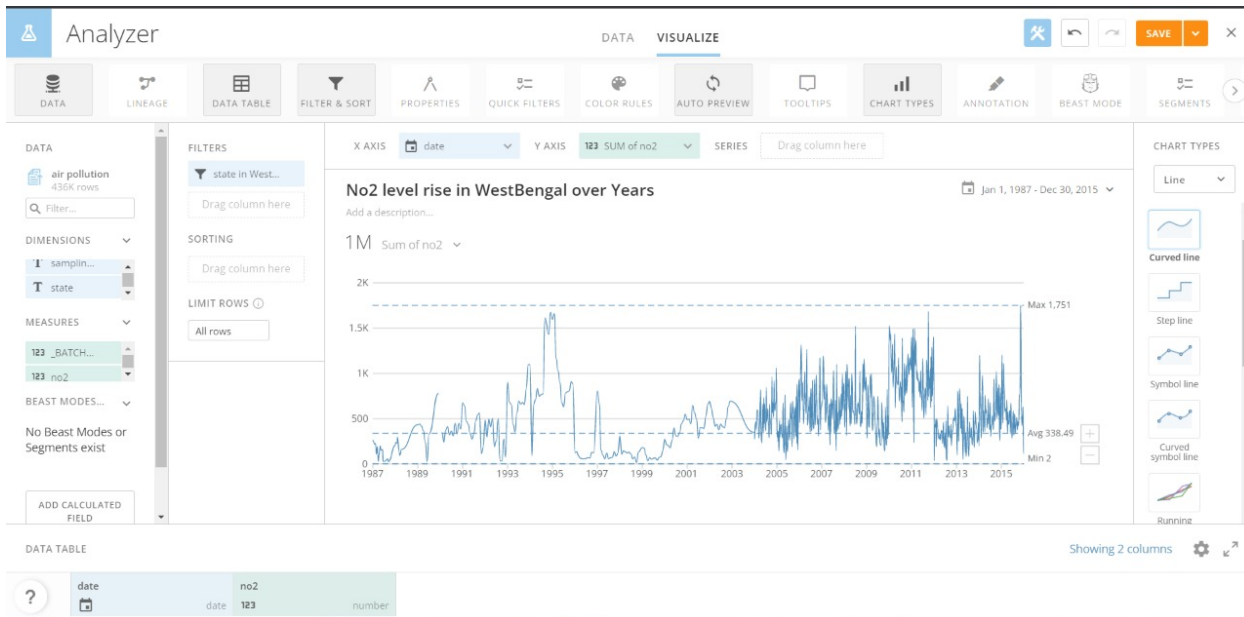 Analyzer
DATA VISUALIZE
SAVE
DATA LINEAGE DATA TABLE FILTER & SORT PROPERTIES QUICK FILTERS COLOR RULES AUTO PREVIEW TOOLTIPS CHART TYPES ANNOTATION BEAST MODE SEGMENTS
DATA
air pollution
436K rows
Filter...
DIMENSIONS
T samplin...
T state
MEASURES
123 _BATCH...
123 no2
BEAST MODES...
No Beast Modes or
Segments exist
ADD CALCULATED
FIELD
FILTERS
state in West...
Drag column here
SORTING
Drag column here
LIMIT ROWS
All rows
X AXIS date Y AXIS 123 SUM of no2 SERIES Drag column here
No2 level rise in WestBengal over Years
Jan 1, 1987 - Dec 30, 2015
Add a description...
1M Sum of no2
2K
Max 1,751
1.5K
1K
500
Avg 338.49
Min 2
0
1987 1989 1991 1993 1995 1997 1999 2001 2003 2005 2007 2009 2011 2013 2015
CHART TYPES
Line
Curved line
Step line
Symbol line
Curved
symbol line
Running
DATA TABLE
Showing 2 columns
?
date no2
date 123 number